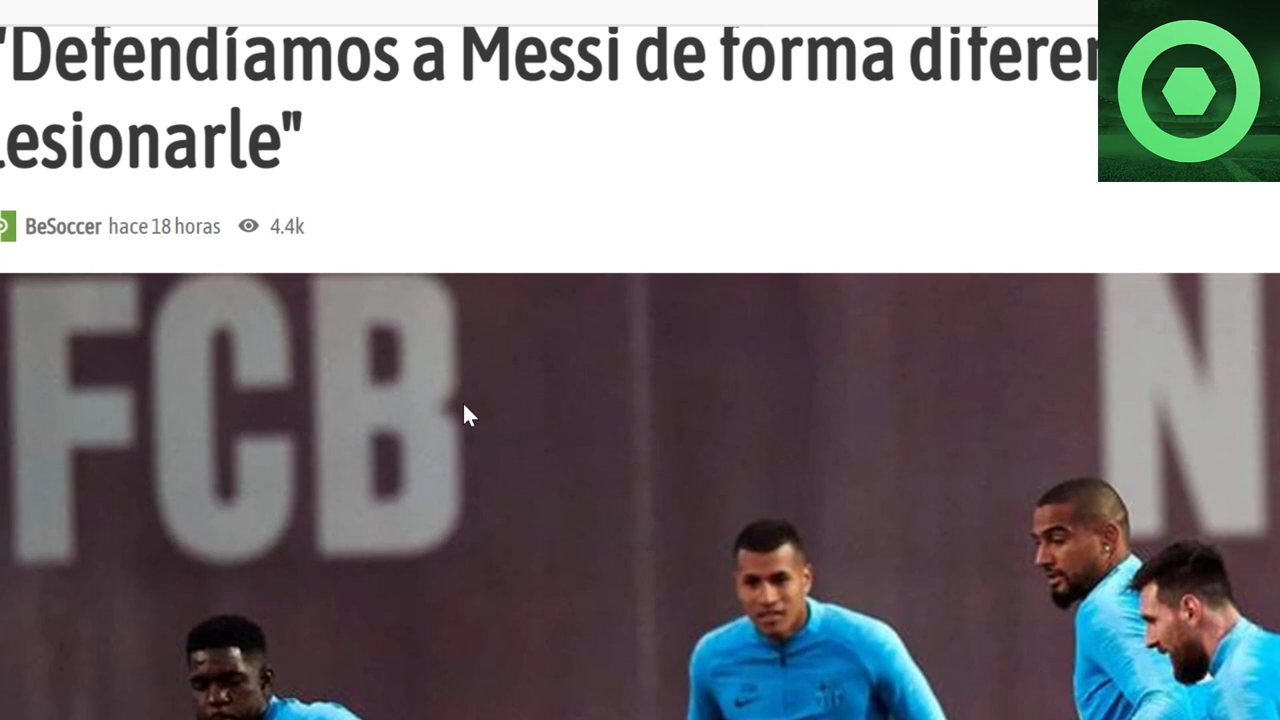 "Defendíamos a Messi de forma diferen
lesionarle"
BeSoccer hace 18 horas 4.4k
FCB N